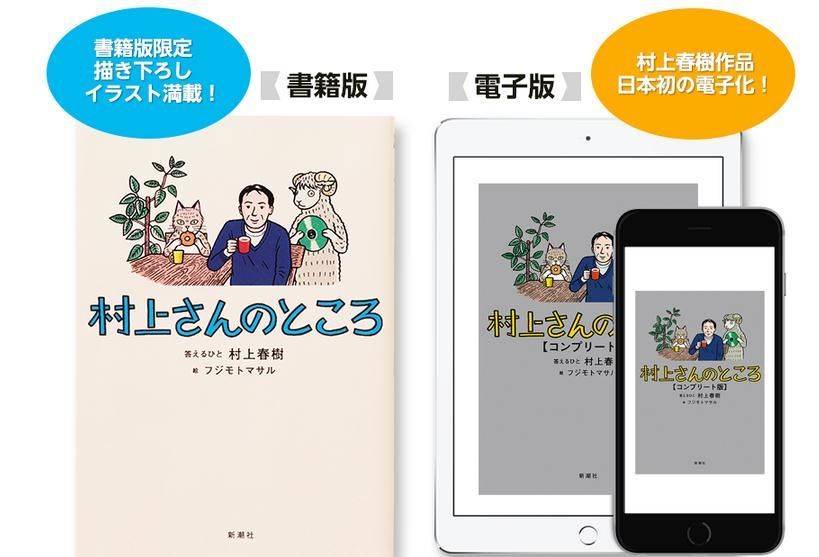 書籍版限定
描き下ろし
イラスト満載！
書籍版
電子版
村上春樹作品
日本初の電子化！
村上さんのところ
答えるひと 村上春樹
絵 フジモトマサル
新潮社
村上さんの
【コンプリート
答えるひと 村上春
絵 フジモトマサル
新潮社
村上さんのところ
【コンプリート版】
答えるひと 村上春樹
絵 フジモトマサル
新潮社